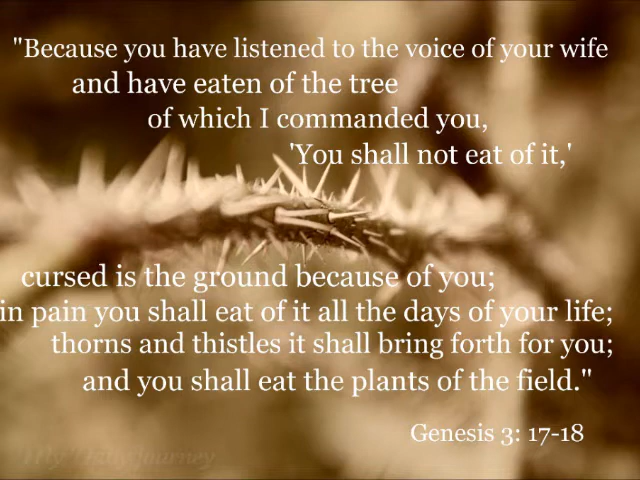 "Because you have listened to the voice of your wife
and have eaten of the tree
of which I commanded you,
'You shall not eat of it,'
cursed is the ground because of you;
in pain you shall eat of it all the days of your life;
thorns and thistles it shall bring forth for you;
and you shall eat the plants of the field."
Genesis 3: 17-18